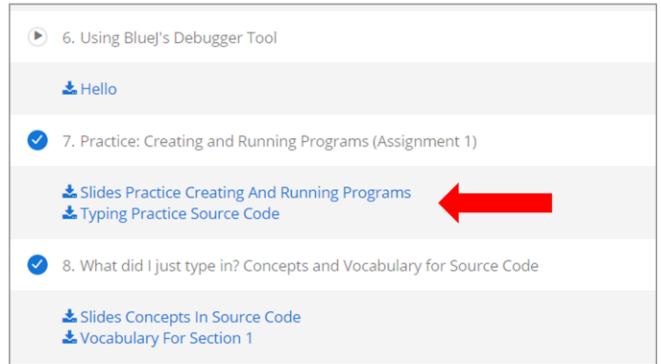 6. Using BlueJ's Debugger Tool
Hello
7. Practice: Creating and Running Programs (Assignment 1)
Slides Practice Creating And Running Programs
Typing Practice Source Code
8. What did I just type in? Concepts and Vocabulary for Source Code
Slides Concepts In Source Code
Vocabulary For Section 1